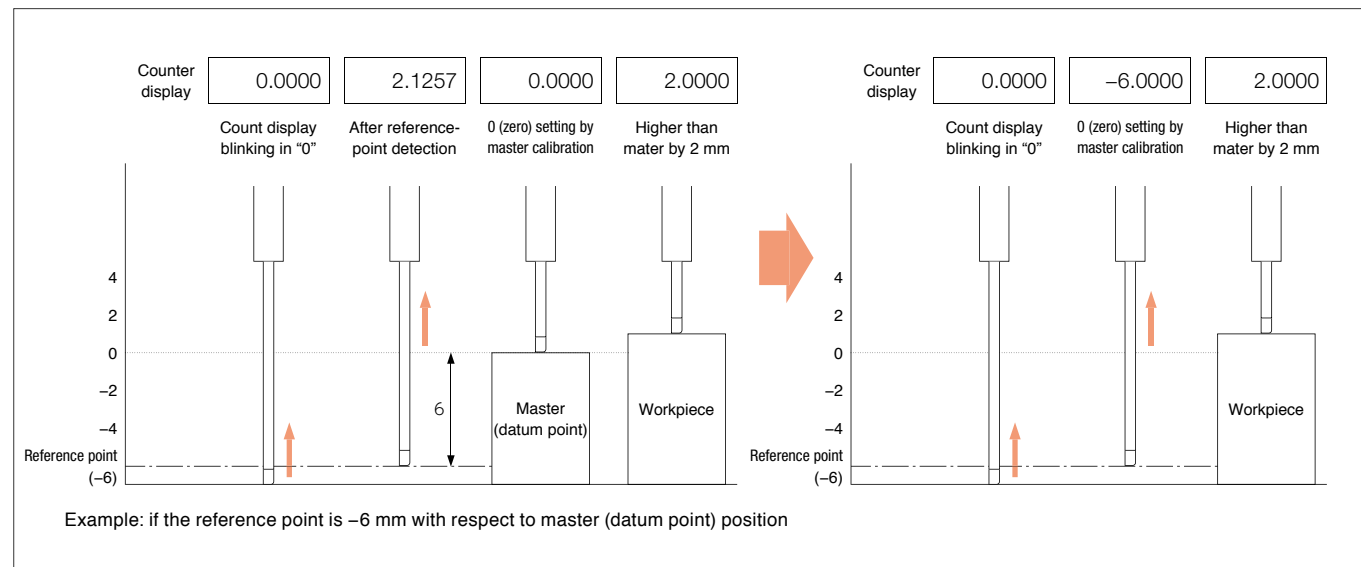 Counter
display
0.0000
2.1257
0.0000
2.0000
Count display
blinking in “0”
After reference-
point detection
0 (zero) setting by
master calibration
Higher than
mater by 2 mm
4
2
0
−2
−4
Reference point
(−6)
6
Master
(datum point)
Workpiece
Counter
display
0.0000
−6.0000
2.0000
Count display
blinking in “0”
0 (zero) setting by
master calibration
Higher than
mater by 2 mm
4
2
0
−2
−4
Reference point
(−6)
Workpiece
Example: if the reference point is −6 mm with respect to master (datum point) position